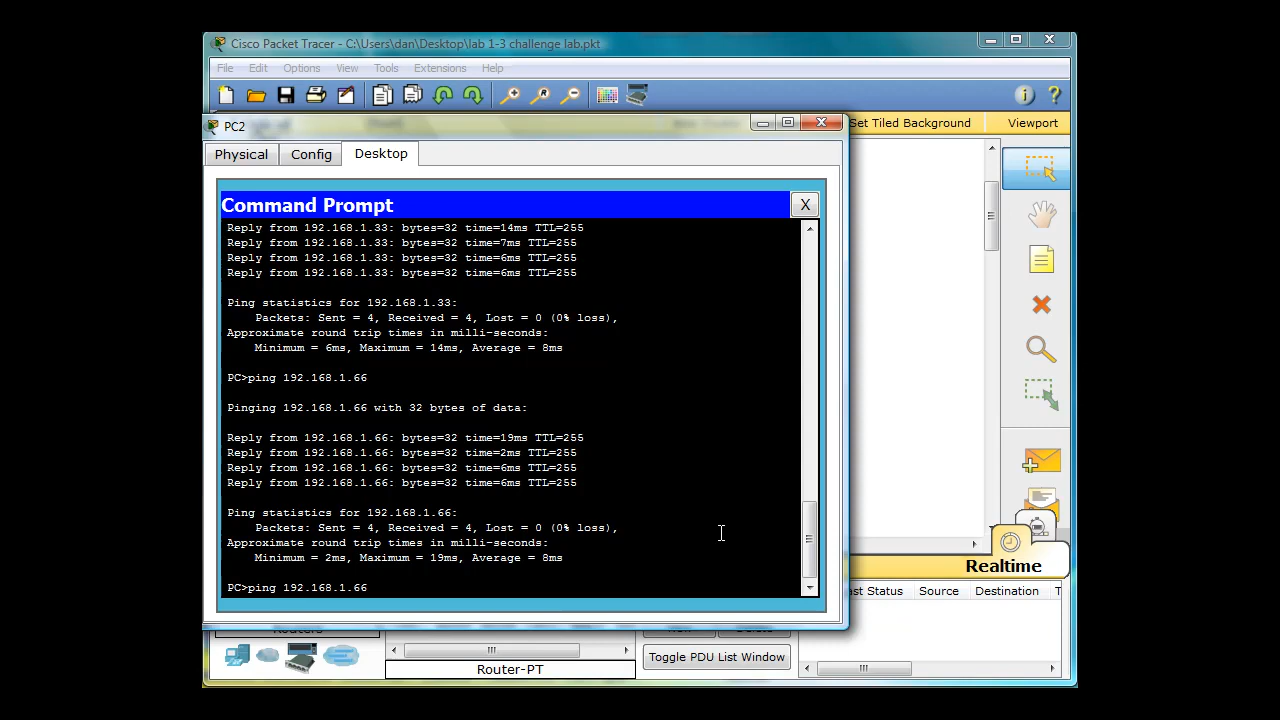 Cisco Packet Tracer - C:\Users\dan\Desktop\lab 1-3 challenge lab.pkt
File Edit Options View Tools Extensions Help
PC2
Set Tiled Background Viewport
Physical Config Desktop
Command Prompt X
Reply from 192.168.1.33: bytes=32 time=14ms TTL=255
Reply from 192.168.1.33: bytes=32 time=7ms TTL=255
Reply from 192.168.1.33: bytes=32 time=6ms TTL=255
Reply from 192.168.1.33: bytes=32 time=6ms TTL=255
Ping statistics for 192.168.1.33:
Packets: Sent = 4, Received = 4, Lost = 0 (0% loss),
Approximate round trip times in milli-seconds:
Minimum = 6ms, Maximum = 14ms, Average = 8ms
PC>ping 192.168.1.66
Pinging 192.168.1.66 with 32 bytes of data:
Reply from 192.168.1.66: bytes=32 time=19ms TTL=255
Reply from 192.168.1.66: bytes=32 time=2ms TTL=255
Reply from 192.168.1.66: bytes=32 time=6ms TTL=255
Reply from 192.168.1.66: bytes=32 time=6ms TTL=255
Ping statistics for 192.168.1.66:
Packets: Sent = 4, Received = 4, Lost = 0 (0% loss),
Approximate round trip times in milli-seconds:
Minimum = 2ms, Maximum = 19ms, Average = 8ms
PC>ping 192.168.1.66
Realtime
Status Source Destination
Routers
Router-PT
Toggle PDU List Window